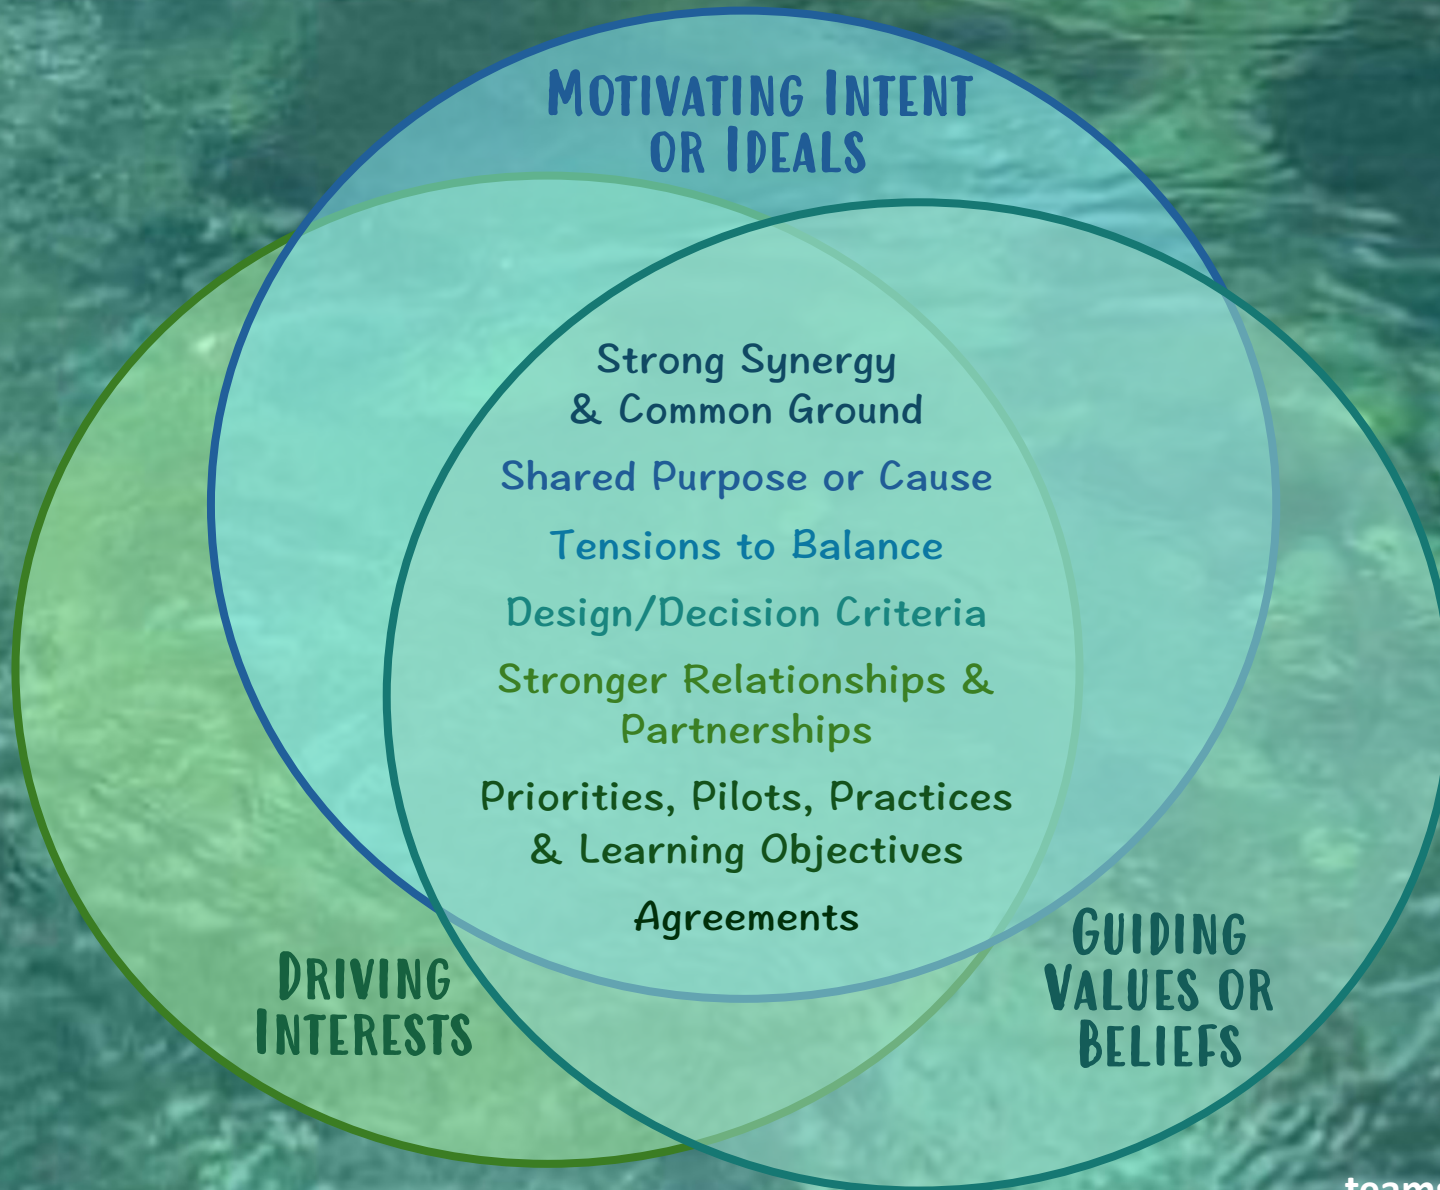 Motivating Intent
or Ideals
Strong Synergy
& Common Ground
Shared Purpose or Cause
Tensions to Balance
Design/Decision Criteria
Stronger Relationships &
Partnerships
Priorities, Pilots, Practices
& Learning Objectives
Agreements
Driving
Interests
Guiding
Values or
Beliefs